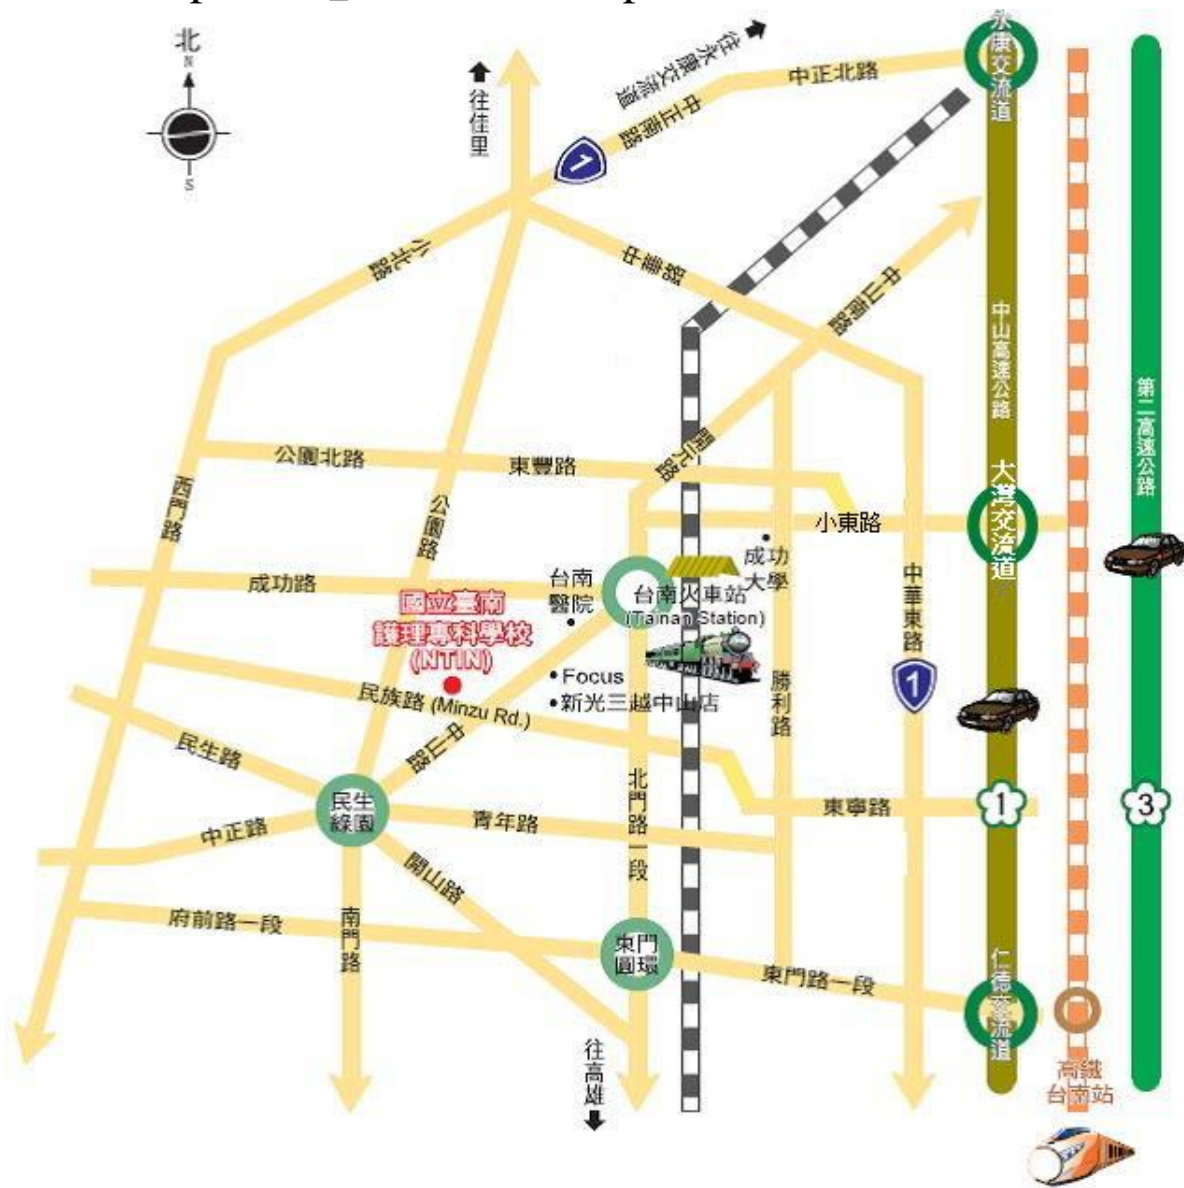 北
N
S
往佳里
往永康交流道
中正南路
1
中正北路
永康交流道
小北路
中華路
中山南路
中山高速公路
第二高速公路
公園北路
東豐路
開元路
西門路
公園路
小東路
大灣交流道
成功路
台南
醫院
台南火車站
(Tainan Station)
成功
大學
中華東路
1
國立臺南
護理專科學校
(NTIN)
Focus
新光三越中山店
民族路 (Minzu Rd.)
中山路
勝利路
民生路
民生
綠園
中正路
青年路
北門路一段
東寧路
1
3
開山路
府前路一段
南門路
東門
圓環
東門路一段
仁德交流道
往高雄
高鐵
台南站